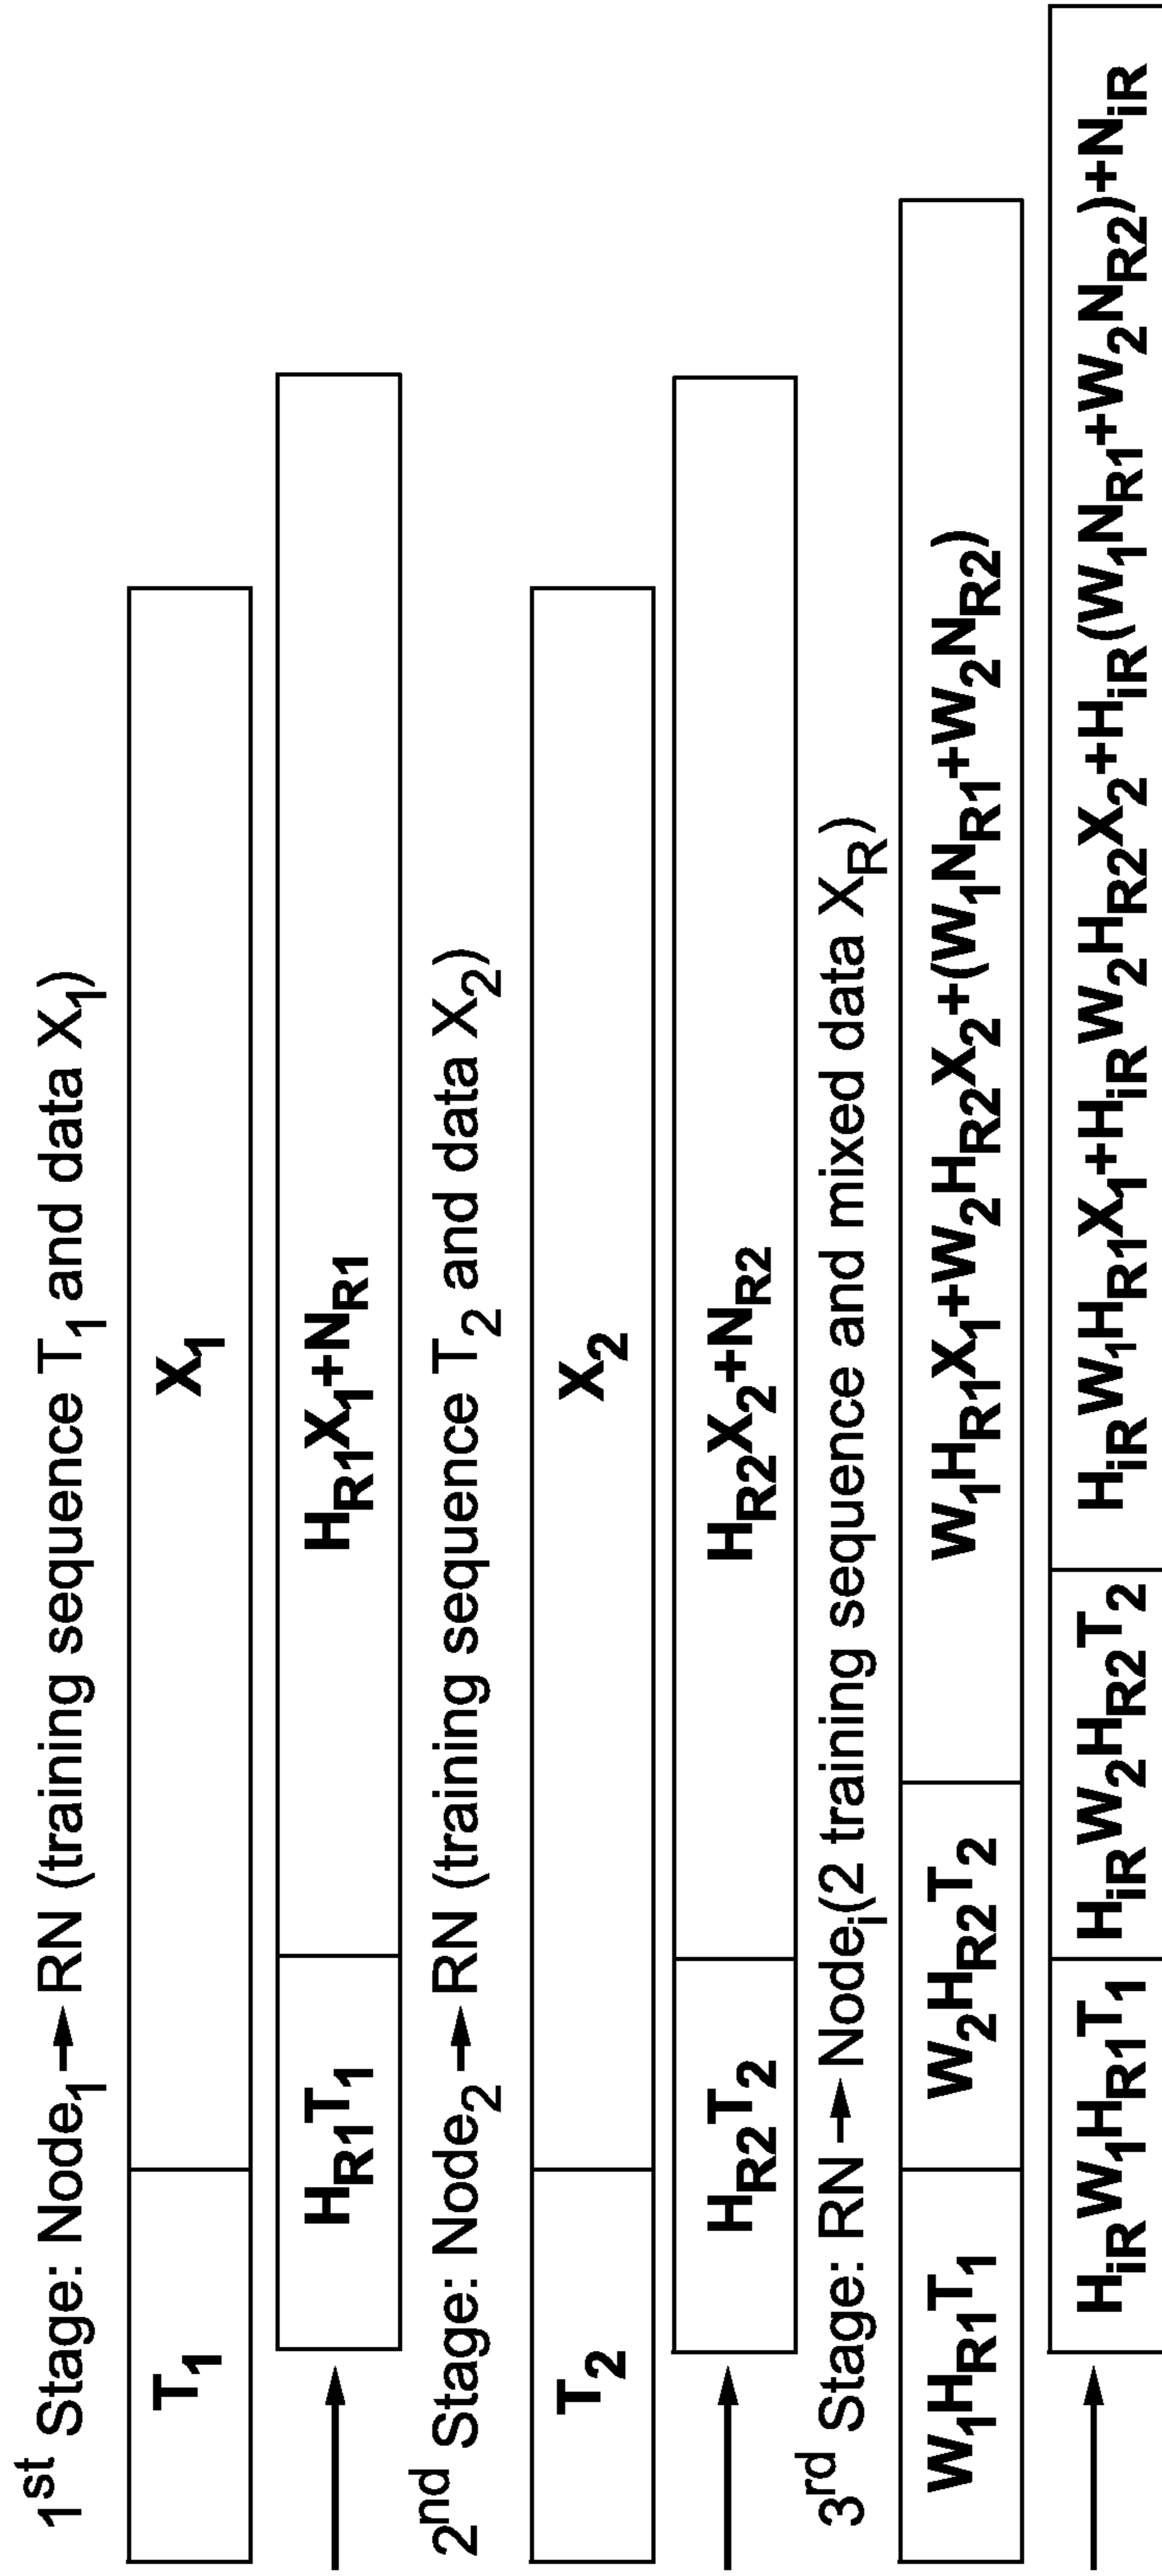 1st Stage: Node1 → RN (training sequence T1 and data X1)
T1 X1
HR1T1 HR1X1+NR1
2nd Stage: Node2 → RN (training sequence T2 and data X2)
T2 X2
HR2T2 HR2X2+NR2
3rd Stage: RN → Nodei(2 training sequence and mixed data XR)
W1HR1T1 W2HR2T2 W1HR1X1+W2HR2X2+(W1NR1+W2NR2)
HiRW1HR1T1 HiRW2HR2T2 HiRW1HR1X1+HiRW2HR2X2+HiR(W1NR1+W2NR2)+NiR